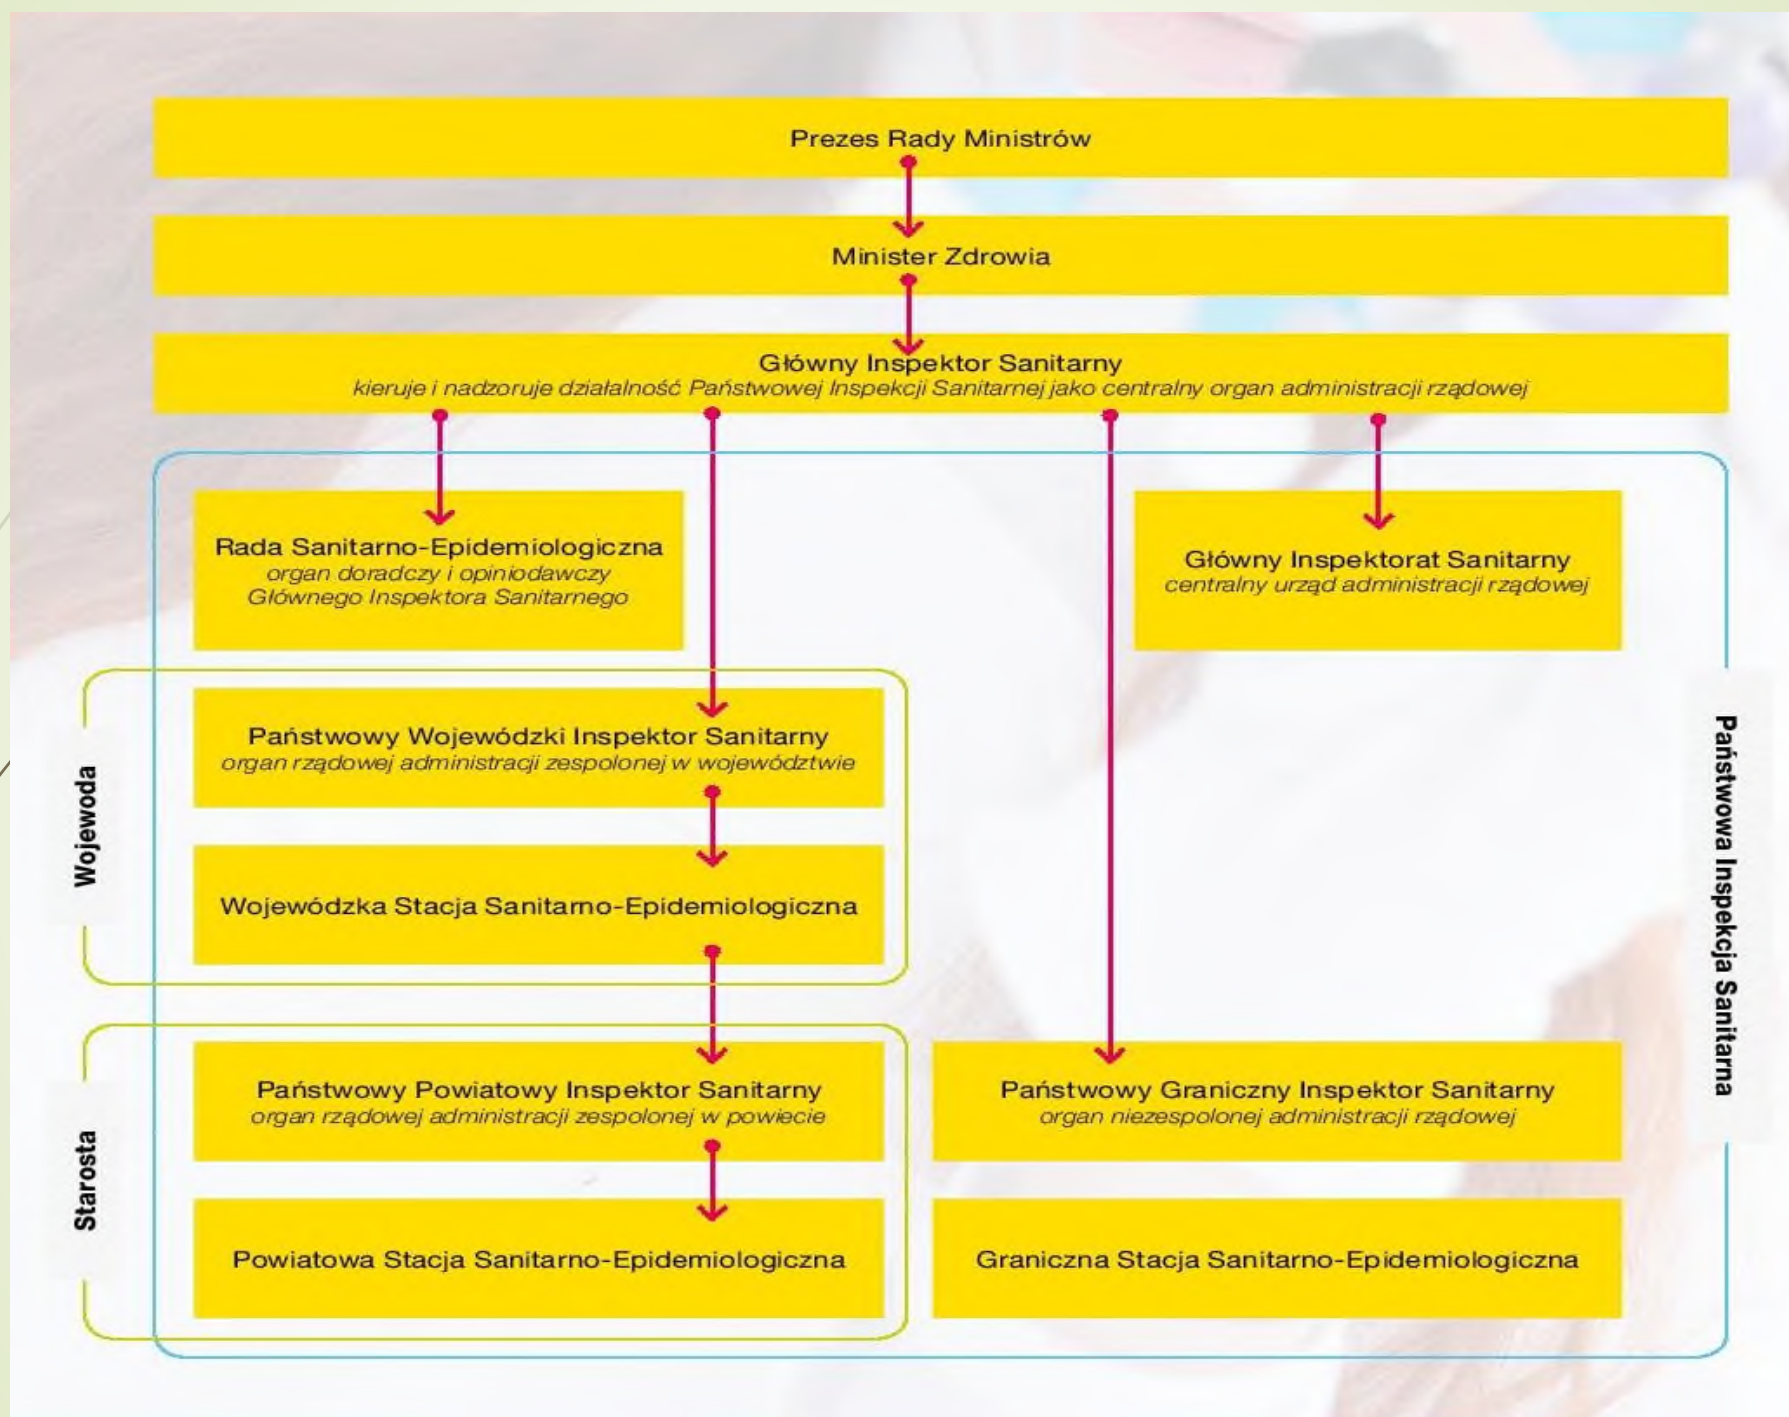 Prezes Rady Ministrów
Minister Zdrowia
Główny Inspektor Sanitarny
kieruje i nadzoruje działalność Państwowej Inspekcji Sanitarnej jako centralny organ administracji rządowej
Rada Sanitarno-Epidemiologiczna
organ doradczy i opiniodawczy
Głównego Inspektora Sanitarnego
Główny Inspektorat Sanitarny
centralny urząd administracji rządowej
Wojewoda
Państwowy Wojewódzki Inspektor Sanitarny
organ rządowej administracji zespolonej w województwie
Wojewódzka Stacja Sanitarno-Epidemiologiczna
Starosta
Państwowy Powiatowy Inspektor Sanitarny
organ rządowej administracji zespolonej w powiecie
Powiatowa Stacja Sanitarno-Epidemiologiczna
Państwowy Graniczny Inspektor Sanitarny
organ niezespolonej administracji rządowej
Graniczna Stacja Sanitarno-Epidemiologiczna
Państwowa Inspekcja Sanitarna